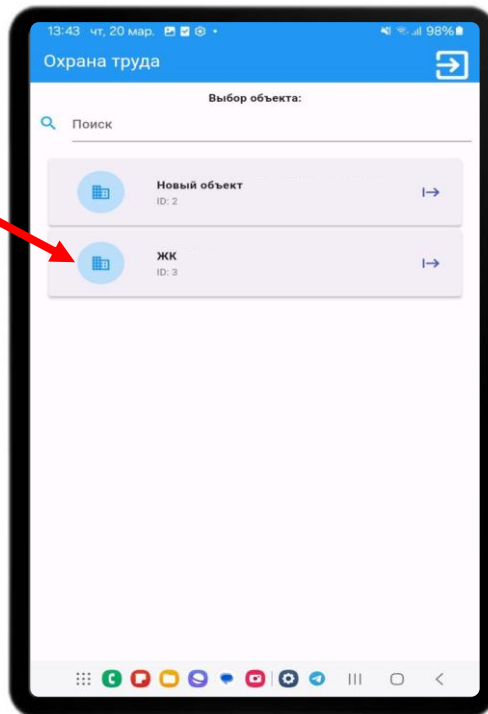 13:43 чт, 20 мар. 98%
Охрана труда
Выбор объекта:
Поиск
Новый объект
ID: 2
ЖК
ID: 3